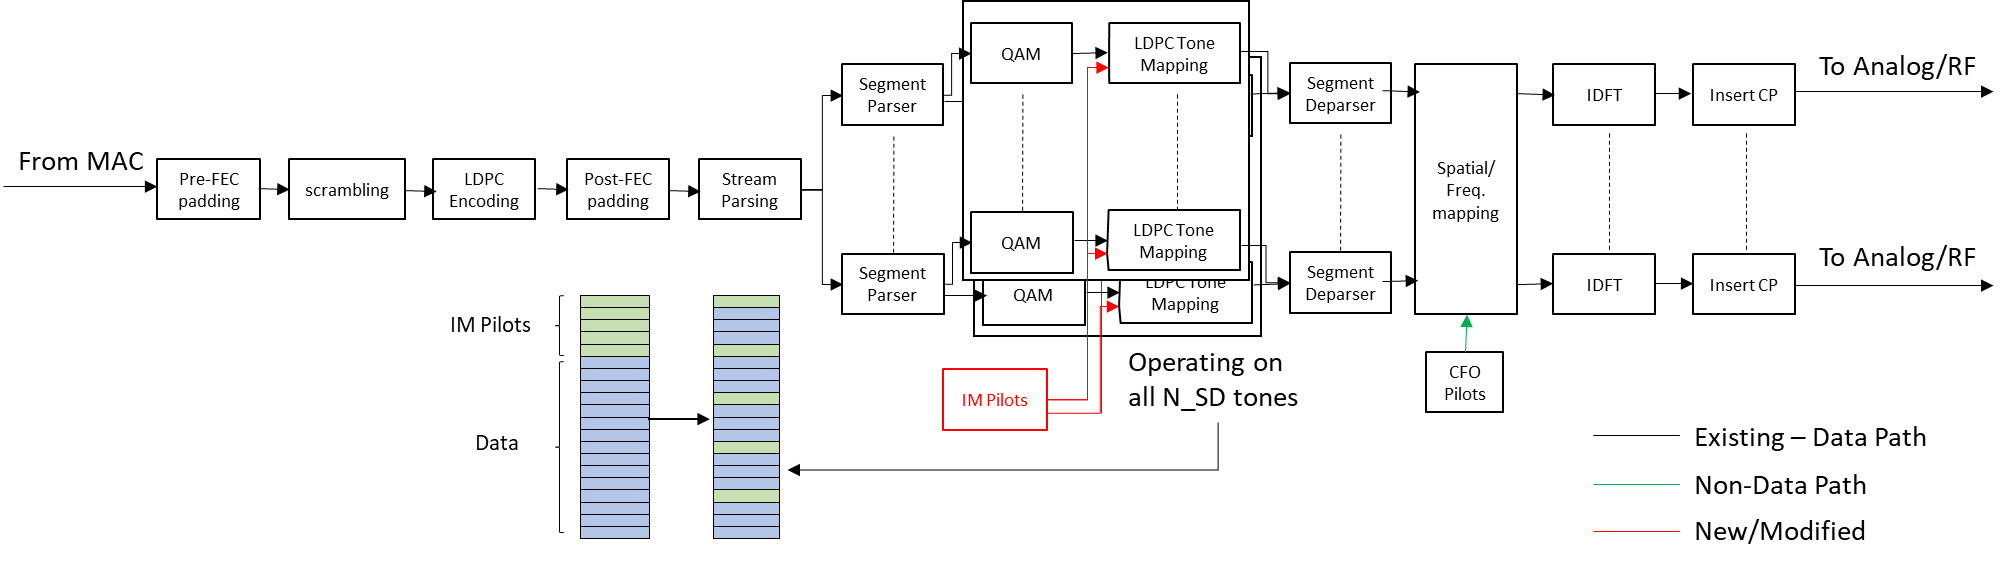 From MAC
Pre-FEC
padding
scrambling
LDPC
Encoding
Post-FEC
padding
Stream
Parsing
Segment
Parser
Segment
Parser
QAM
LDPC Tone
Mapping
QAM
LDPC Tone
Mapping
QAM
LDPC Tone
Mapping
Segment
Deparser
Segment
Deparser
Spatial/
Freq.
mapping
IDFT
Insert CP
To Analog/RF
IDFT
Insert CP
To Analog/RF
CFO
Pilots
IM Pilots
Operating on
all N_SD tones
IM Pilots
Data
Existing – Data Path
Non-Data Path
New/Modified